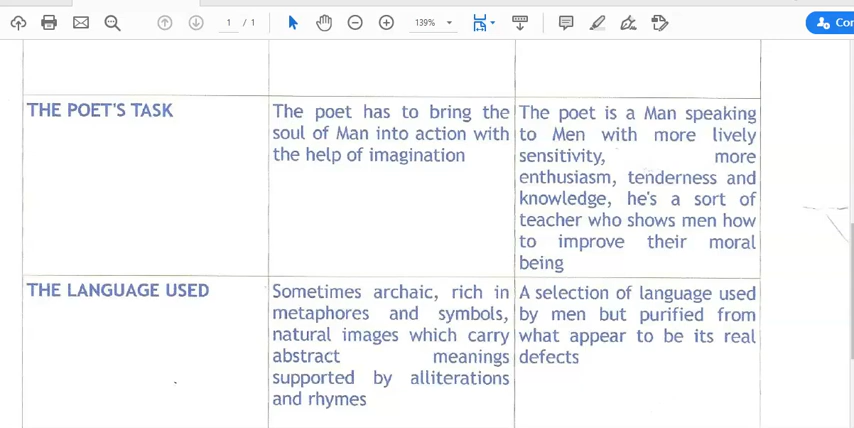 1 / 1
139%
Cor
THE POET'S TASK
The poet has to bring the
soul of Man into action with
the help of imagination
The poet is a Man speaking
to Men with more lively
sensitivity, more
enthusiasm, tenderness and
knowledge, he's a sort of
teacher who shows men how
to improve their moral
being
THE LANGUAGE USED
Sometimes archaic, rich in
metaphores and symbols,
natural images which carry
abstract meanings
supported by alliterations
and rhymes
A selection of language used
by men but purified from
what appear to be its real
defects